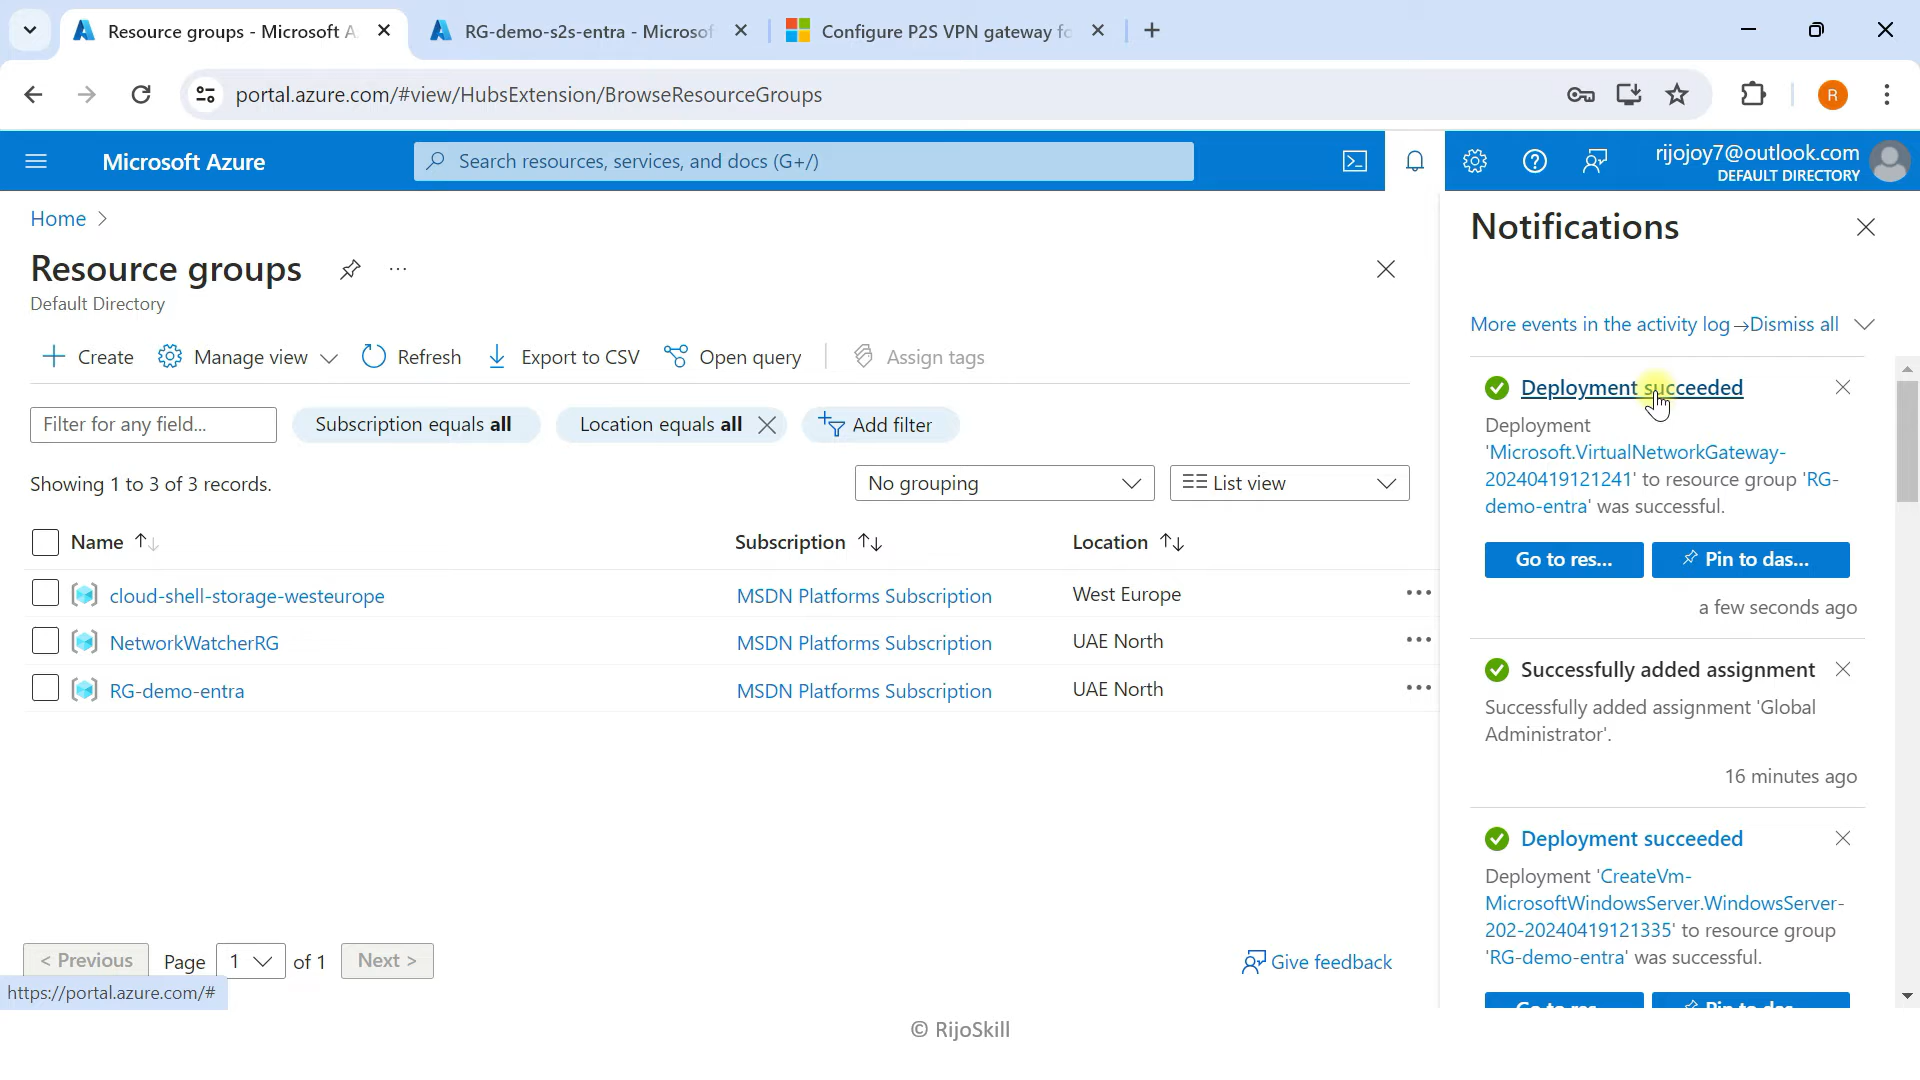 Resource groups - Microsoft A
RG-demo-s2s-entra - Microsof
Configure P2S VPN gateway fo
portal.azure.com/#view/HubsExtension/BrowseResourceGroups
R
Microsoft Azure
Search resources, services, and docs (G+/)
rijojoy7@outlook.com
DEFAULT DIRECTORY
Home
Resource groups
Default Directory
Create
Manage view
Refresh
Export to CSV
Open query
Assign tags
Filter for any field...
Subscription equals all
Location equals all
Add filter
Showing 1 to 3 of 3 records.
No grouping
List view
Name
Subscription
Location
cloud-shell-storage-westeurope
MSDN Platforms Subscription
West Europe
NetworkWatcherRG
MSDN Platforms Subscription
UAE North
RG-demo-entra
MSDN Platforms Subscription
UAE North
< Previous
Page
1
of 1
Next >
Give feedback
https://portal.azure.com/#
Notifications
More events in the activity log →
Dismiss all
Deployment succeeded
Deployment
'Microsoft.VirtualNetworkGateway-
20240419121241' to resource group 'RG-
demo-entra' was successful.
Go to res...
Pin to das...
a few seconds ago
Successfully added assignment
Successfully added assignment 'Global
Administrator'.
16 minutes ago
Deployment succeeded
Deployment 'CreateVm-
MicrosoftWindowsServer.WindowsServer-
202-20240419121335' to resource group
'RG-demo-entra' was successful.
Go to res...
Pin to das...
© RijoSkill